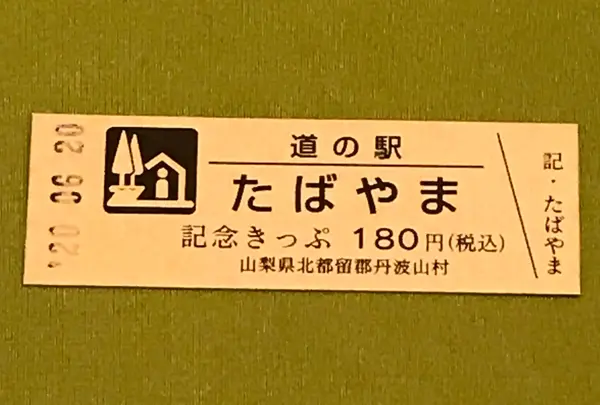 '20 06 20
道の駅
たばやま
記念きっぷ 180円(税込)
山梨県北都留郡丹波山村
記・たばやま